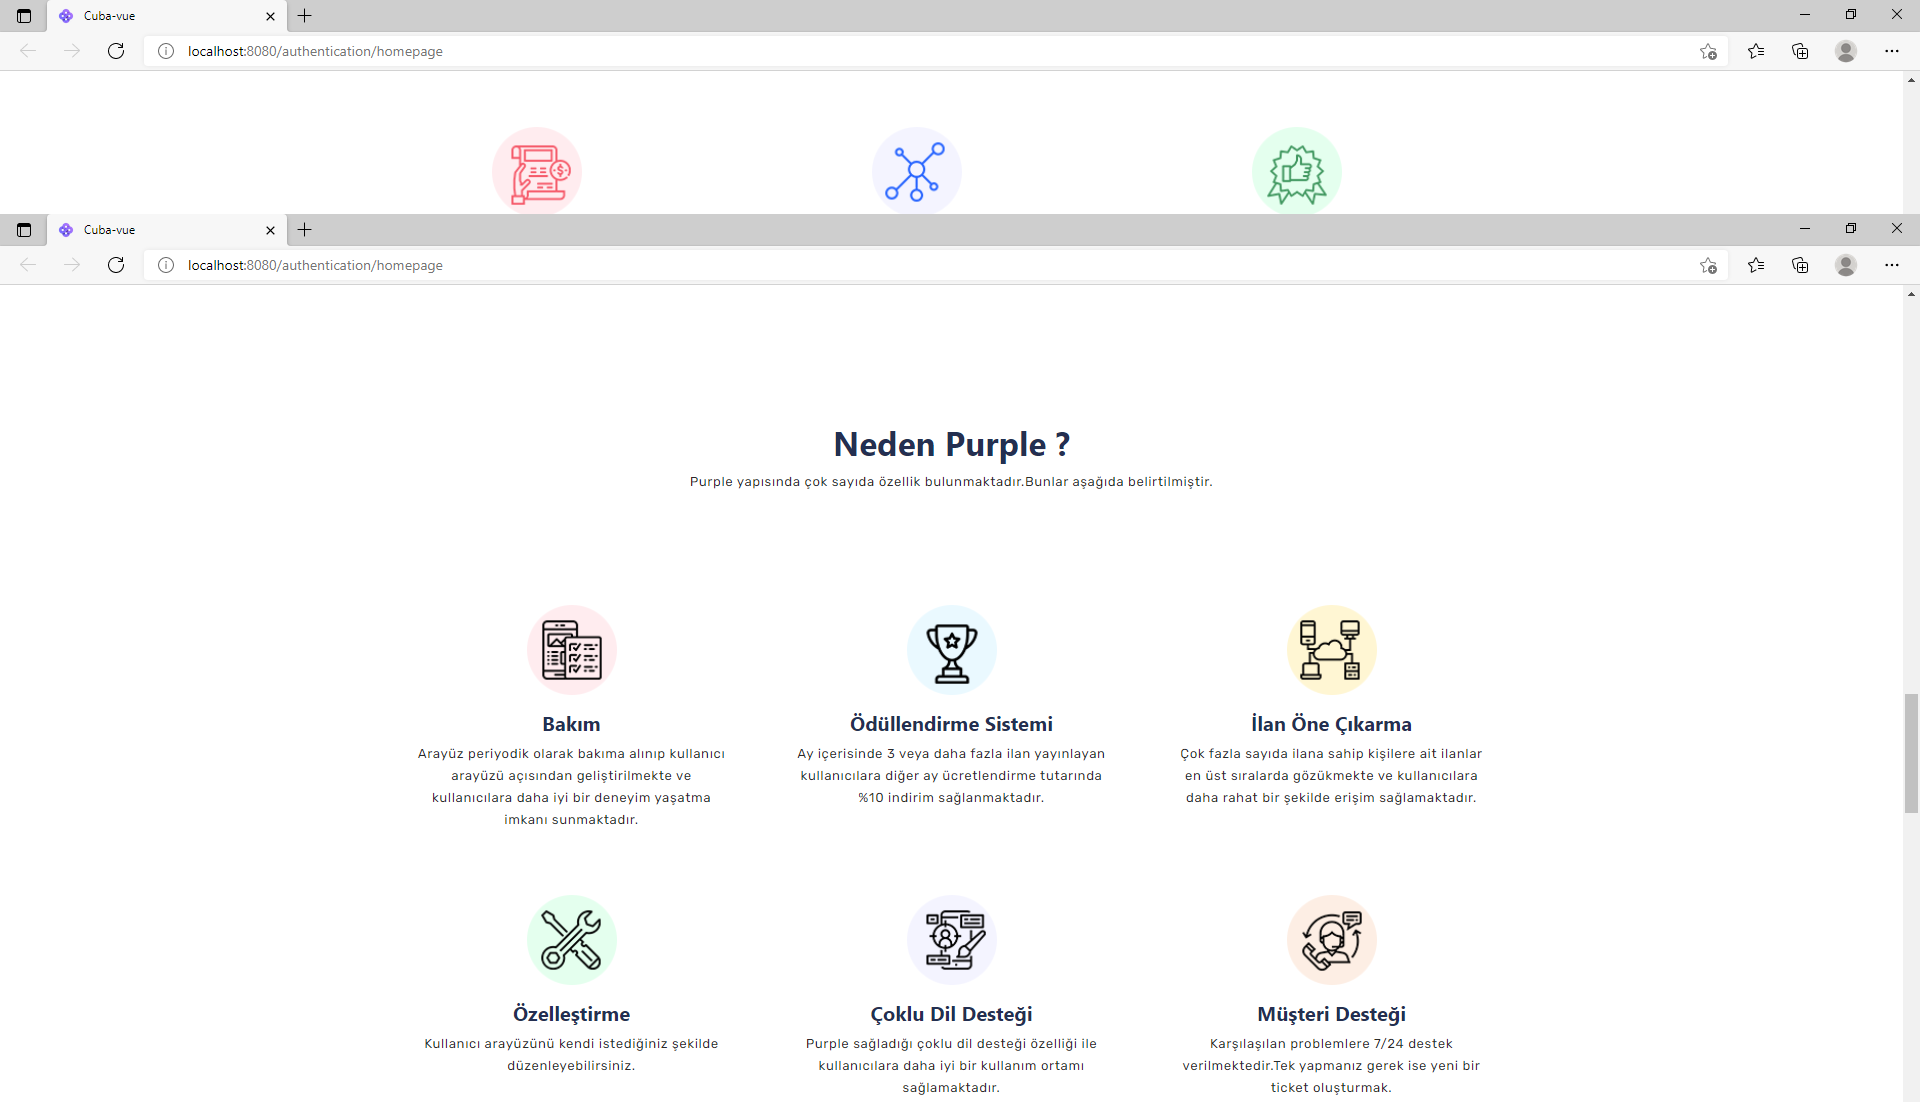 Cuba-vue
localhost:8080/authentication/homepage
Cuba-vue
localhost:8080/authentication/homepage
Neden Purple ?
Purple yapısında çok sayıda özellik bulunmaktadır.Bunlar aşağıda belirtilmiştir.
Bakım
Arayüz periyodik olarak bakıma alınıp kullanıcı
arayüzü açısından geliştirilmekte ve
kullanıcılara daha iyi bir deneyim yaşatma
imkanı sunmaktadır.
Ödüllendirme Sistemi
Ay içerisinde 3 veya daha fazla ilan yayınlayan
kullanıcılara diğer ay ücretlendirme tutarında
%10 indirim sağlanmaktadır.
İlan Öne Çıkarma
Çok fazla sayıda ilana sahip kişilere ait ilanlar
en üst sıralarda gözükmekte ve kullanıcılara
daha rahat bir şekilde erişim sağlamaktadır.
Özelleştirme
Kullanıcı arayüzünü kendi istediğiniz şekilde
düzenleyebilirsiniz.
Çoklu Dil Desteği
Purple sağladığı çoklu dil desteği özelliği ile
kullanıcılara daha iyi bir kullanım ortamı
sağlamaktadır.
Müşteri Desteği
Karşılaşılan problemlere 7/24 destek
verilmektedir.Tek yapmanız gerek ise yeni bir
ticket oluşturmak.